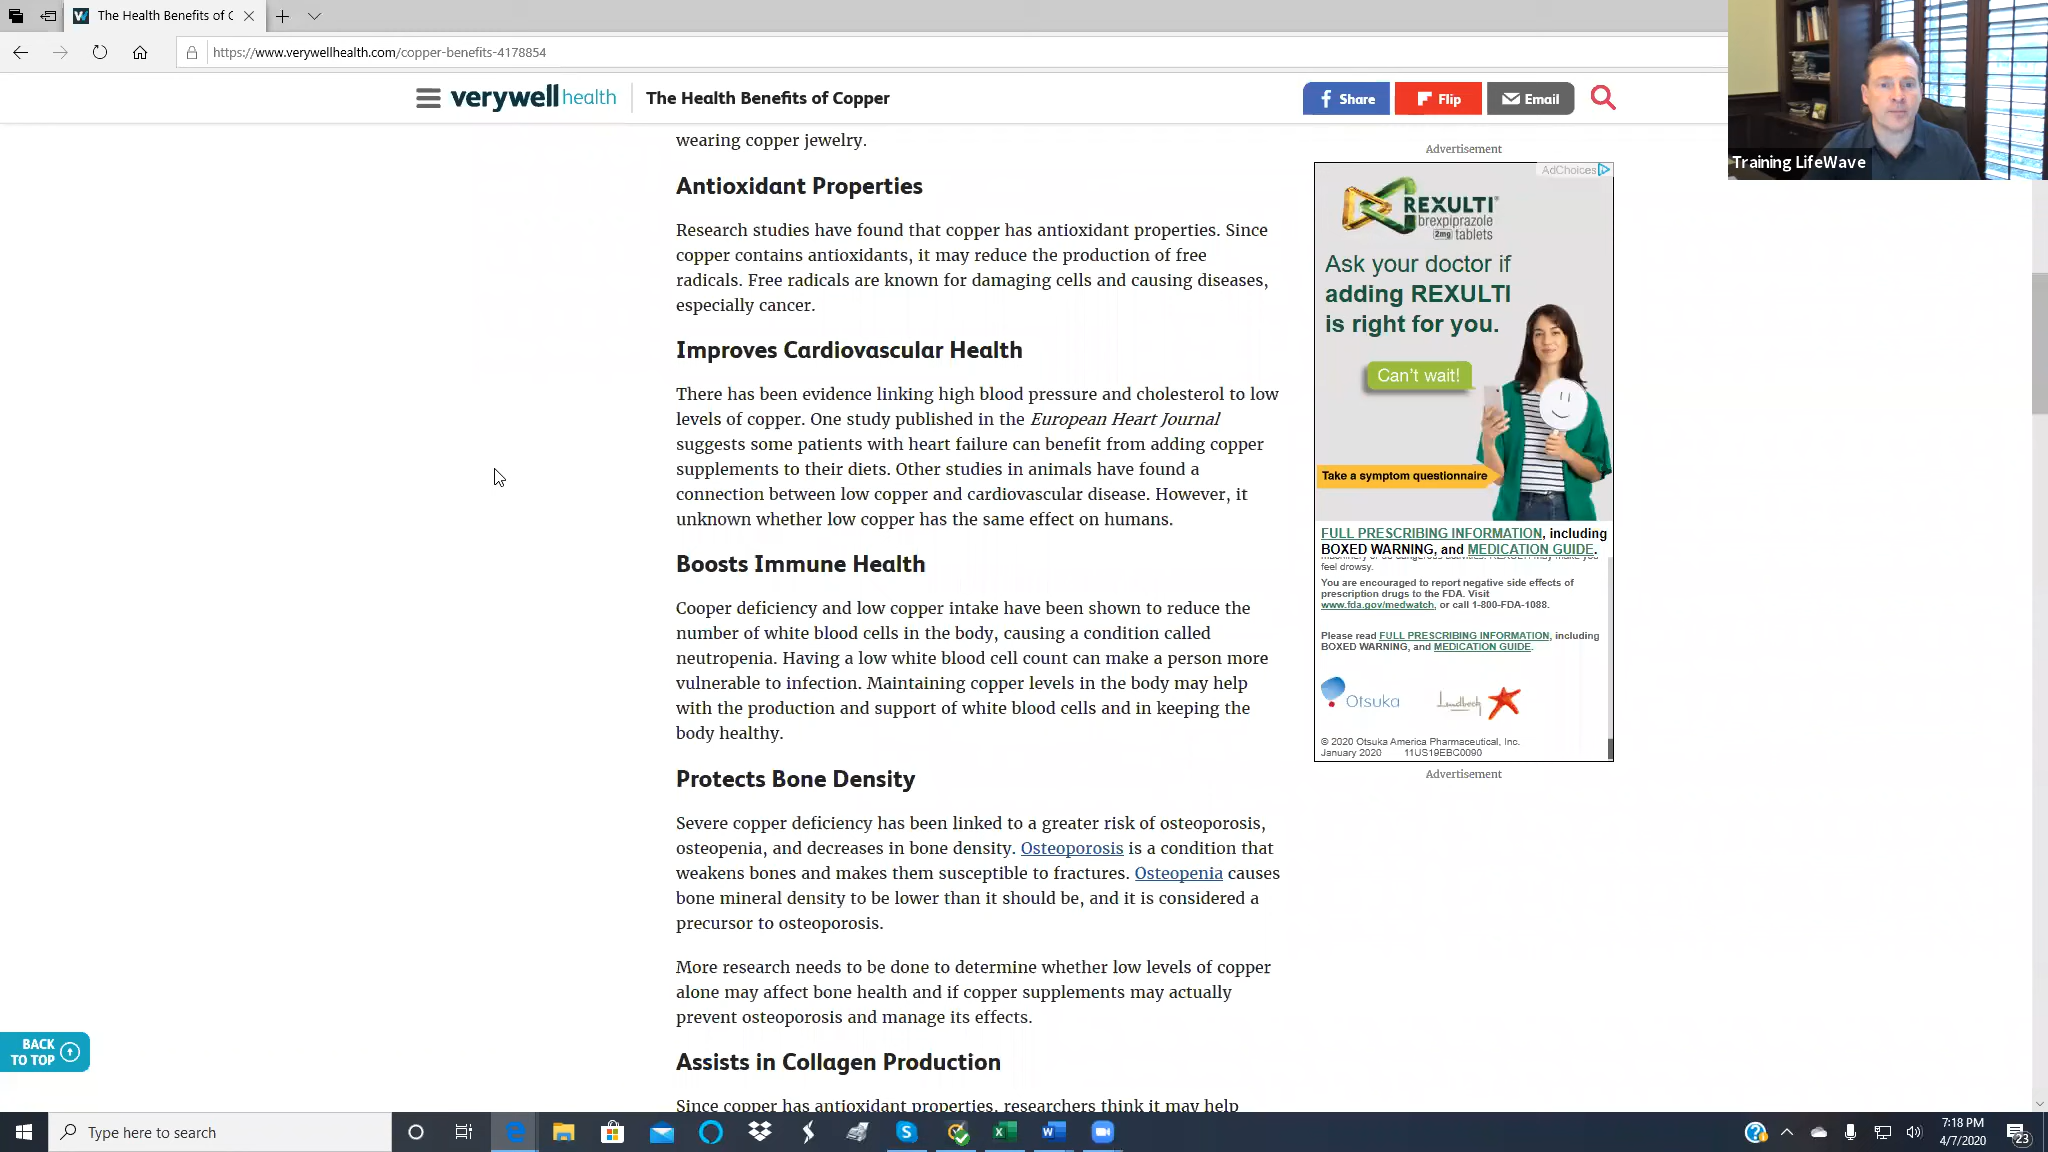 The Health Benefits of C
https://www.verywellhealth.com/copper-benefits-4178854
verywell health
The Health Benefits of Copper
Share
Flip
Email
Training LifeWave
wearing copper jewelry.
Antioxidant Properties
Research studies have found that copper has antioxidant properties. Since
copper contains antioxidants, it may reduce the production of free
radicals. Free radicals are known for damaging cells and causing diseases,
especially cancer.
Improves Cardiovascular Health
There has been evidence linking high blood pressure and cholesterol to low
levels of copper. One study published in the European Heart Journal
suggests some patients with heart failure can benefit from adding copper
supplements to their diets. Other studies in animals have found a
connection between low copper and cardiovascular disease. However, it
unknown whether low copper has the same effect on humans.
Boosts Immune Health
Cooper deficiency and low copper intake have been shown to reduce the
number of white blood cells in the body, causing a condition called
neutropenia. Having a low white blood cell count can make a person more
vulnerable to infection. Maintaining copper levels in the body may help
with the production and support of white blood cells and in keeping the
body healthy.
Protects Bone Density
Severe copper deficiency has been linked to a greater risk of osteoporosis,
osteopenia, and decreases in bone density. Osteoporosis is a condition that
weakens bones and makes them susceptible to fractures. Osteopenia causes
bone mineral density to be lower than it should be, and it is considered a
precursor to osteoporosis.
More research needs to be done to determine whether low levels of copper
alone may affect bone health and if copper supplements may actually
prevent osteoporosis and manage its effects.
Assists in Collagen Production
Since copper has antioxidant properties, researchers think it may help
Advertisement
AdChoices
REXULTI®
brexpiprazole
2mg tablets
Ask your doctor if
adding REXULTI
is right for you.
Can't wait!
Take a symptom questionnaire
FULL PRESCRIBING INFORMATION, including
BOXED WARNING, and MEDICATION GUIDE.
feel drowsy.
You are encouraged to report negative side effects of
prescription drugs to the FDA. Visit
www.fda.gov/medwatch, or call 1-800-FDA-1088.
Please read FULL PRESCRIBING INFORMATION, including
BOXED WARNING, and MEDICATION GUIDE.
Otsuka
Lundbeck
© 2020 Otsuka America Pharmaceutical, Inc.
January 2020 11US19EBC0090
Advertisement
BACK
TO TOP
Type here to search
7:18 PM
4/7/2020
23